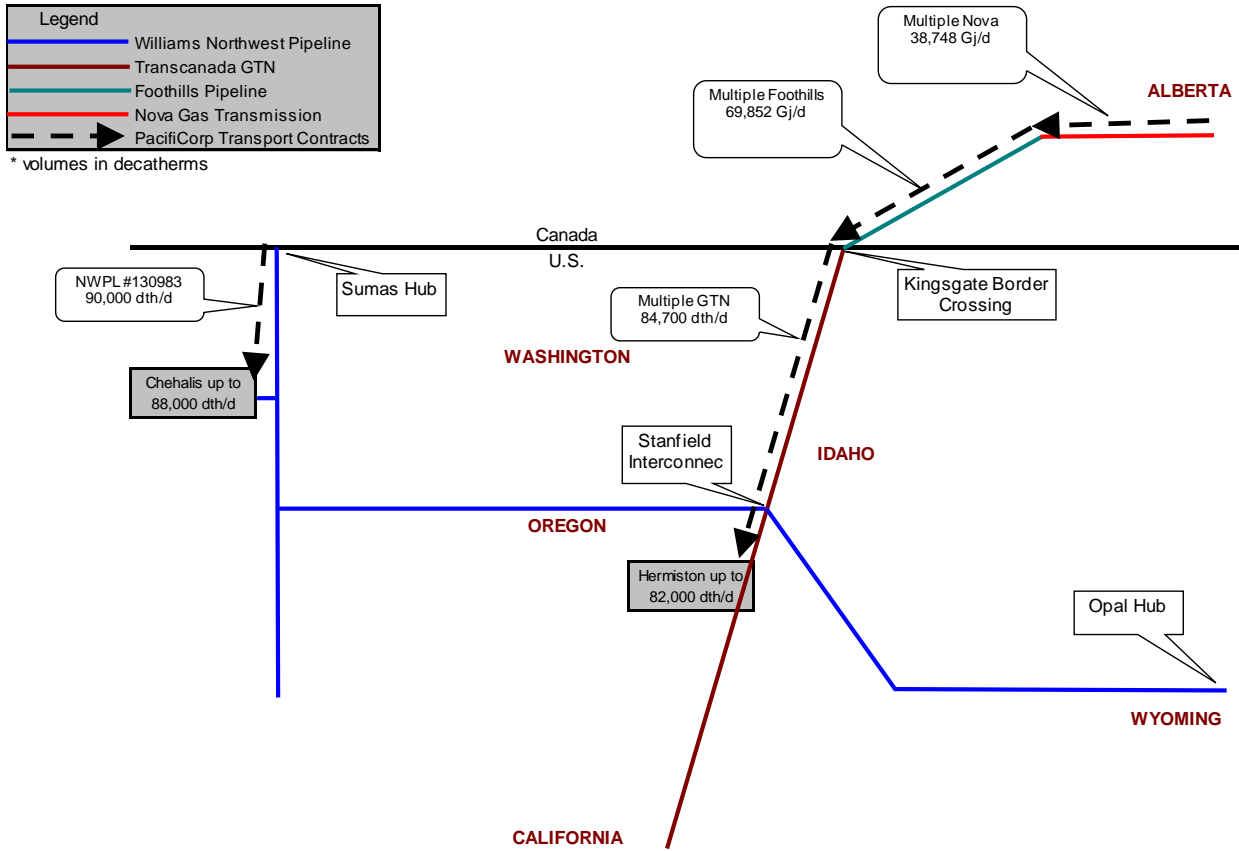 Legend
Williams Northwest Pipeline
Transcanada GTN
Foothills Pipeline
Nova Gas Transmission
PacifiCorp Transport Contracts
* volumes in decatherms
Multiple Nova
38,748 Gj/d
Multiple Foothills
69,852 Gj/d
ALBERTA
Canada
U.S.
NWPL #130983
90,000 dth/d
Sumas Hub
Multiple GTN
84,700 dth/d
Kingsgate Border
Crossing
WASHINGTON
Chehalis up to
88,000 dth/d
Stanfield
Interconnec
IDAHO
OREGON
Hermiston up to
82,000 dth/d
Opal Hub
WYOMING
CALIFORNIA